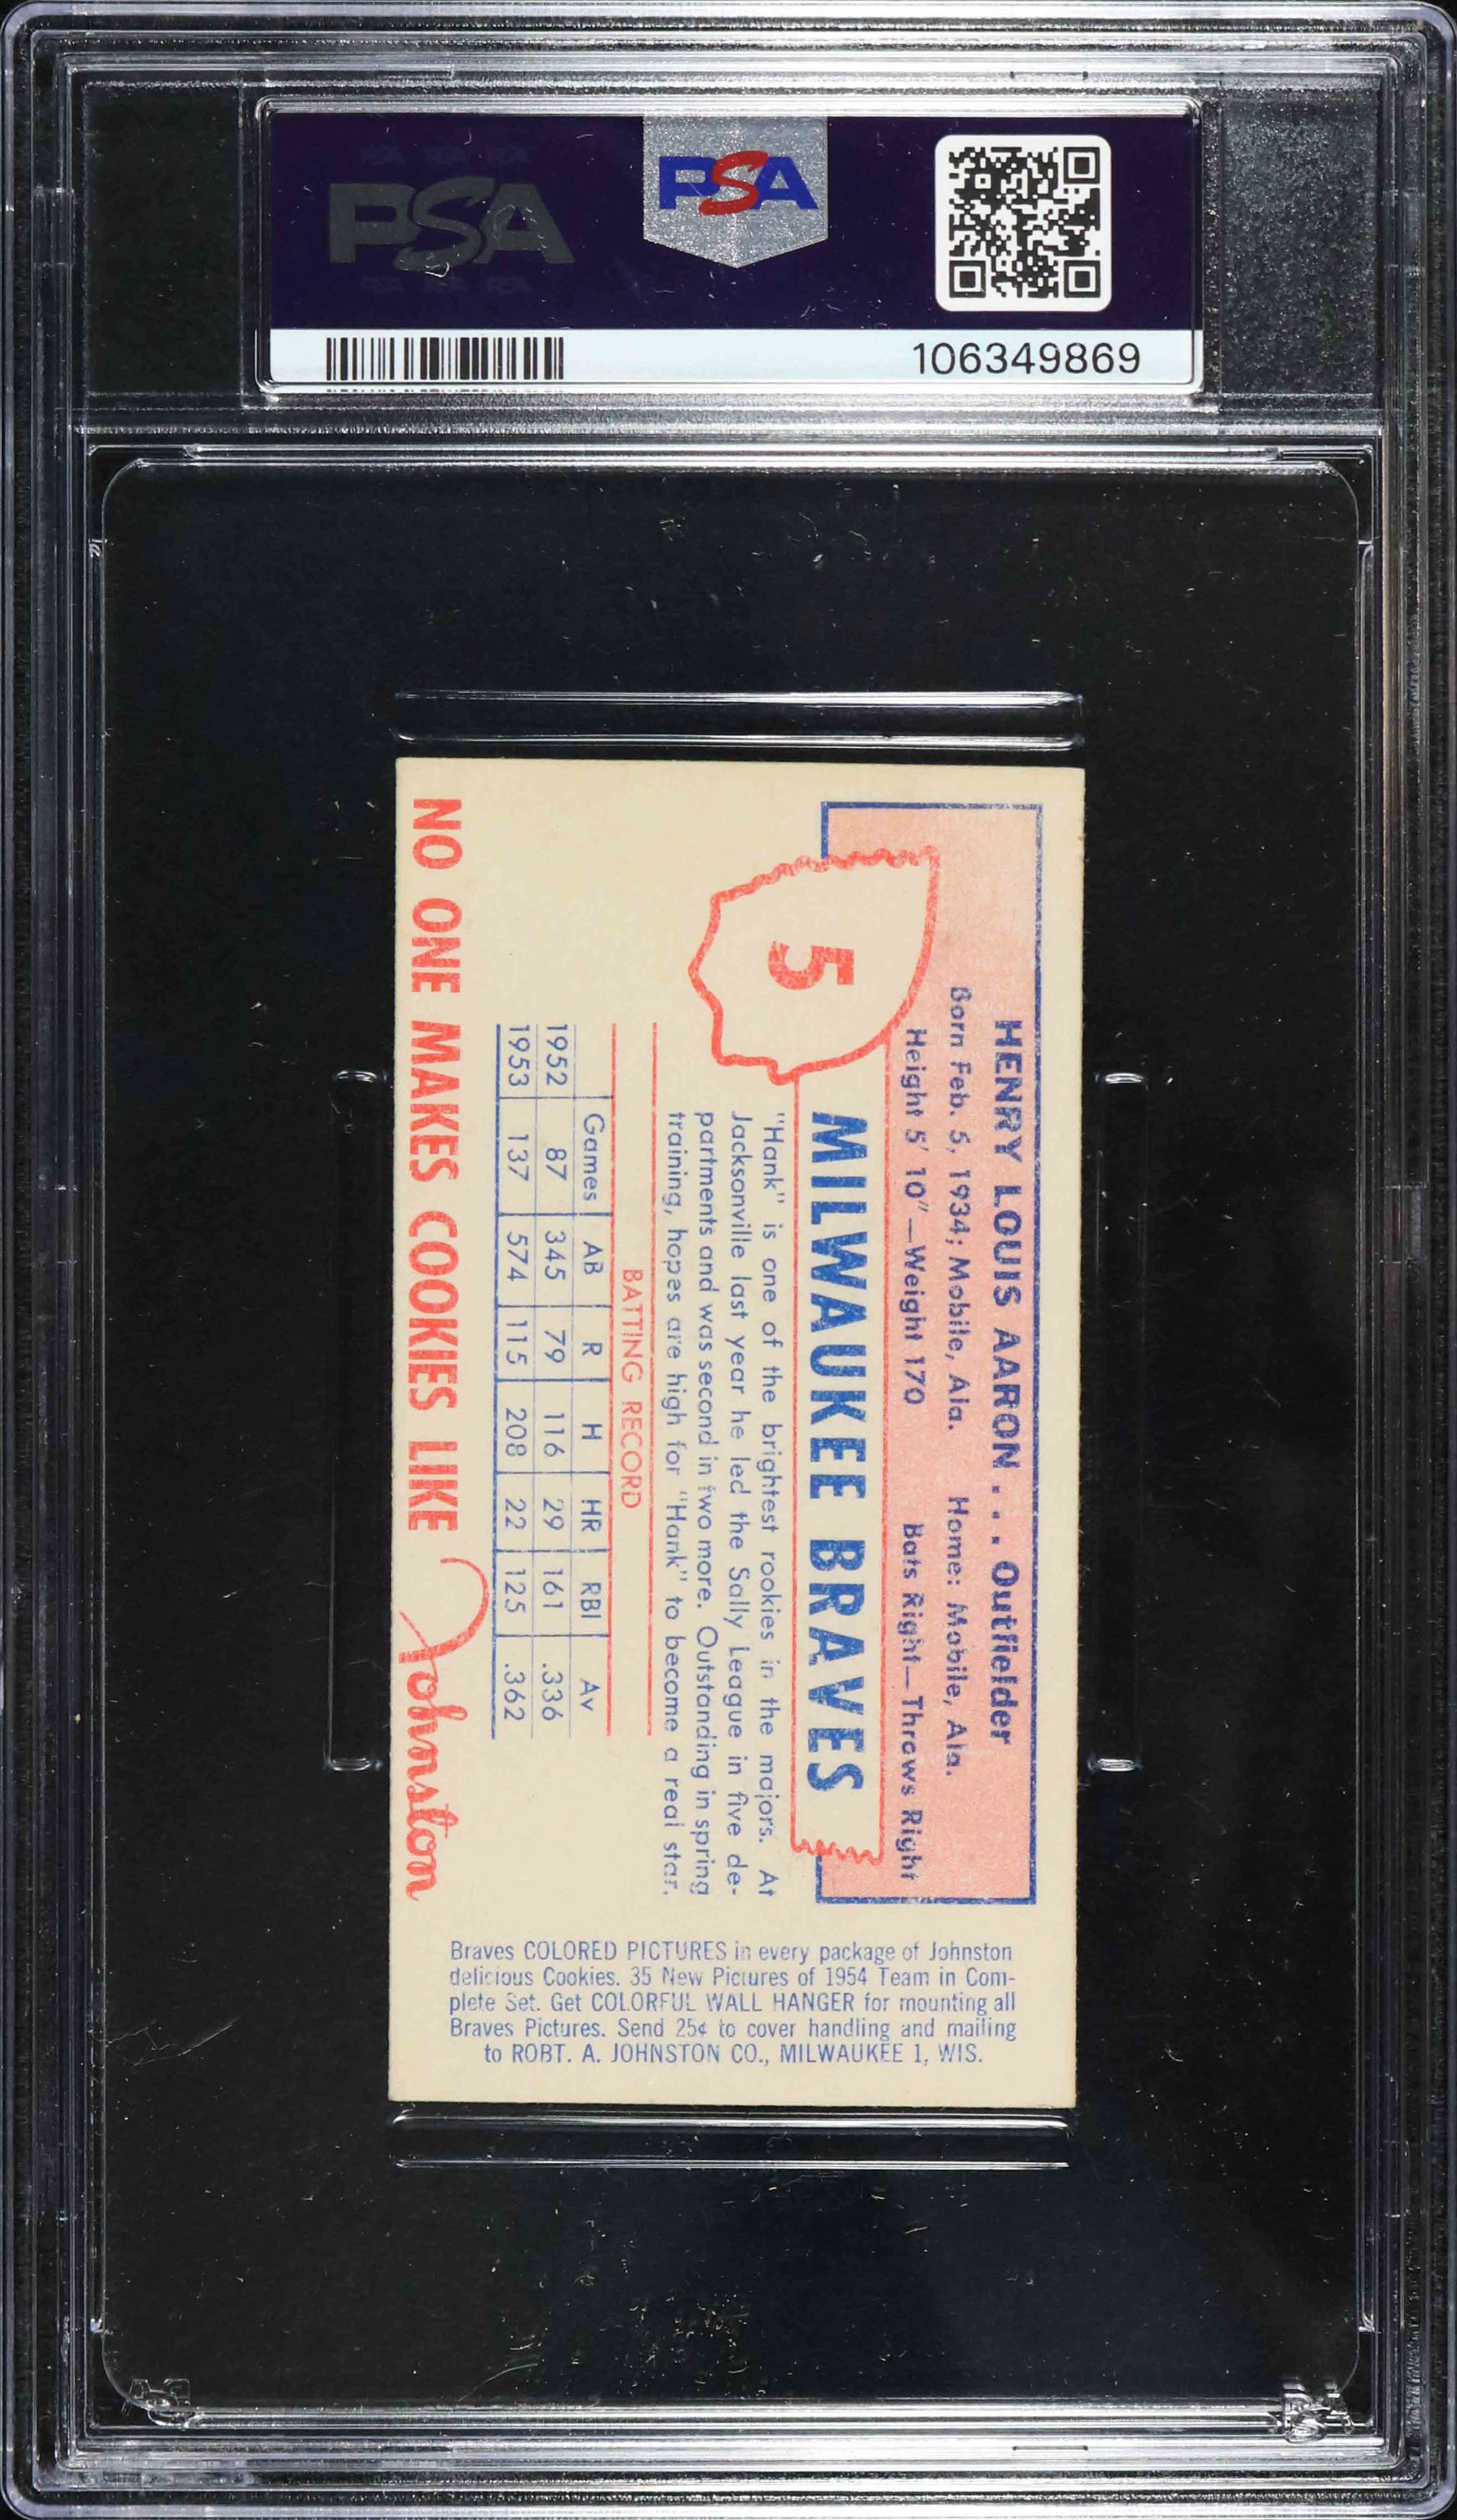 PSA PSA PSA
PSA
PSA PSA PSA
PSA
106349869
HENRY LOUIS AARON . . . Outfielder
Born Feb. 5, 1934; Mobile, Ala. Home: Mobile, Ala.
Height 5' 10"—Weight 170 Bats Right—Throws Right
5
MILWAUKEE BRAVES
"Hank" is one of the brightest rookies in the majors. At
Jacksonville last year he led the Sally League in five de-
partments and was second in two more. Outstanding in spring
training, hopes are high for "Hank" to become a real star.
BATTING RECORD
Games AB R H HR RBI Av
1952 87 345 79 116 29 161 .336
1953 137 574 115 208 22 125 .362
NO ONE MAKES COOKIES LIKE Johnston
Braves COLORED PICTURES in every package of Johnston
delicious Cookies. 35 New Pictures of 1954 Team in Com-
plete Set. Get COLORFUL WALL HANGER for mounting all
Braves Pictures. Send 25¢ to cover handling and mailing
to ROBT. A. JOHNSTON CO., MILWAUKEE 1, WIS.